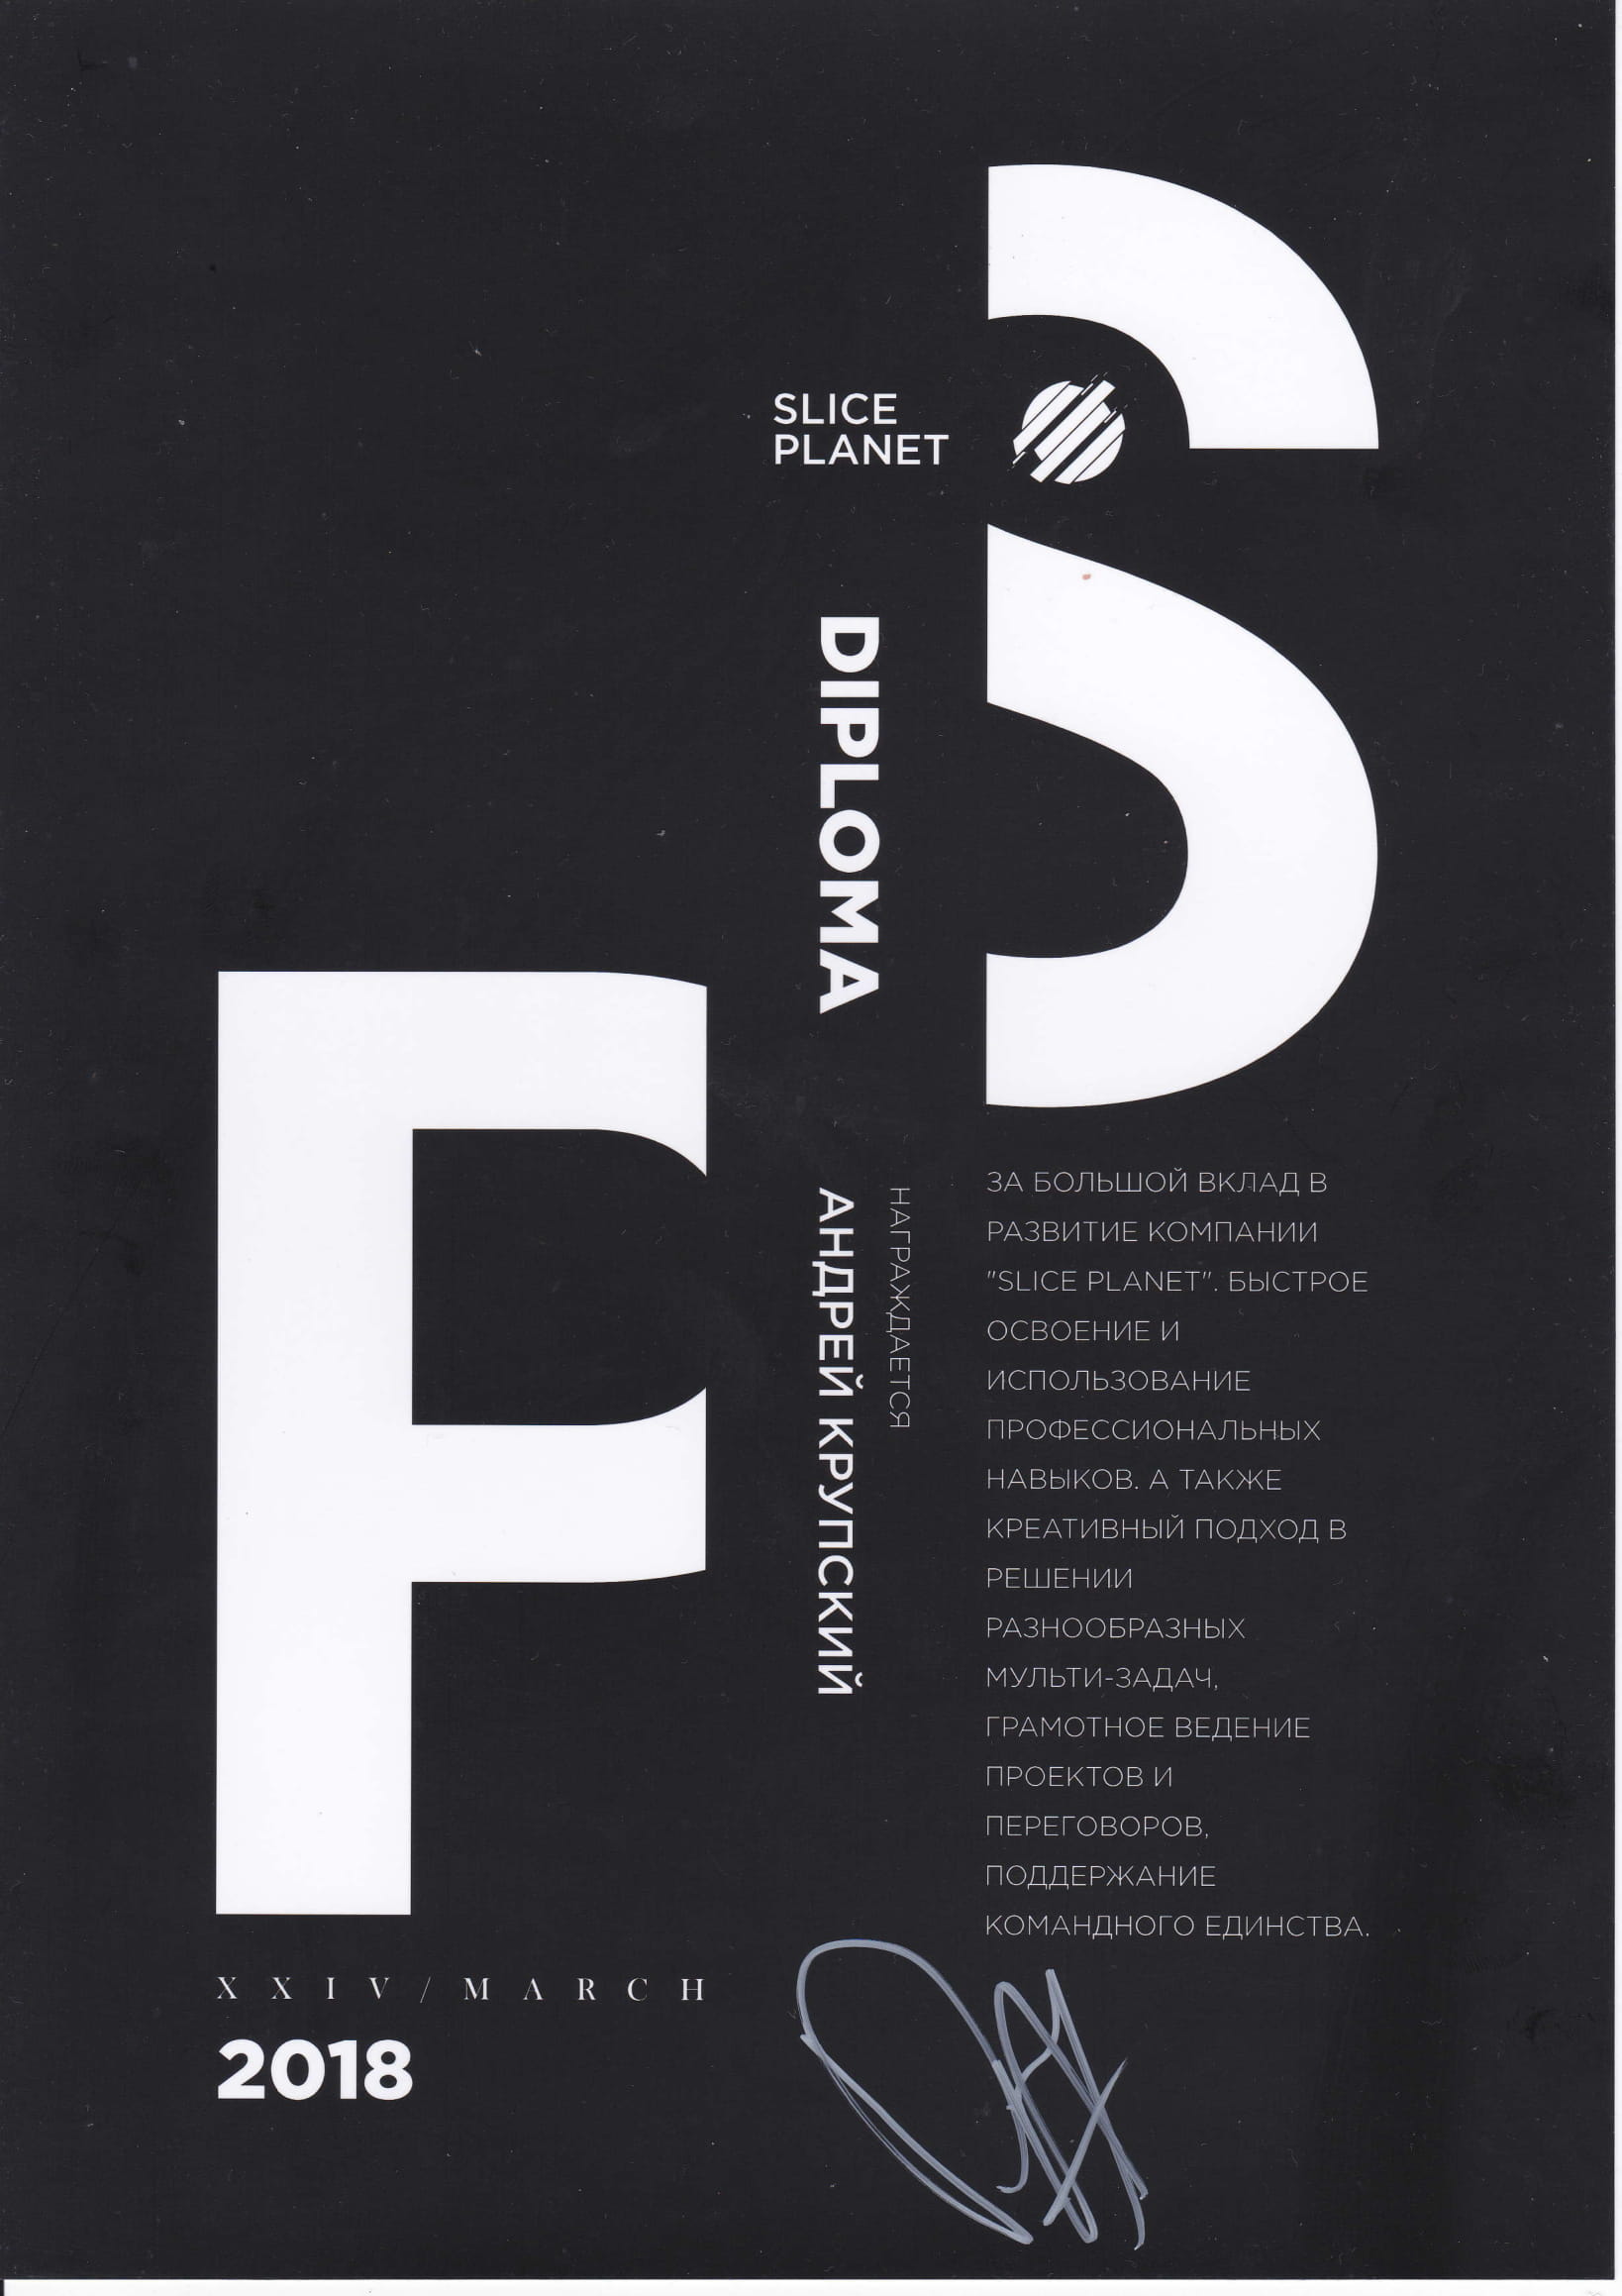 S
SLICE
PLANET
DIPLOMA
P
НАГРАЖДАЕТСЯ
АНДРЕЙ КРУПСКИЙ
ЗА БОЛЬШОЙ ВКЛАД В
РАЗВИТИЕ КОМПАНИИ
"SLICE PLANET". БЫСТРОЕ
ОСВОЕНИЕ И
ИСПОЛЬЗОВАНИЕ
ПРОФЕССИОНАЛЬНЫХ
НАВЫКОВ. А ТАКЖЕ
КРЕАТИВНЫЙ ПОДХОД В
РЕШЕНИИ
РАЗНООБРАЗНЫХ
МУЛЬТИ-ЗАДАЧ,
ГРАМОТНОЕ ВЕДЕНИЕ
ПРОЕКТОВ И
ПЕРЕГОВОРОВ,
ПОДДЕРЖАНИЕ
КОМАНДНОГО ЕДИНСТВА.
XXIV/MARCH
2018